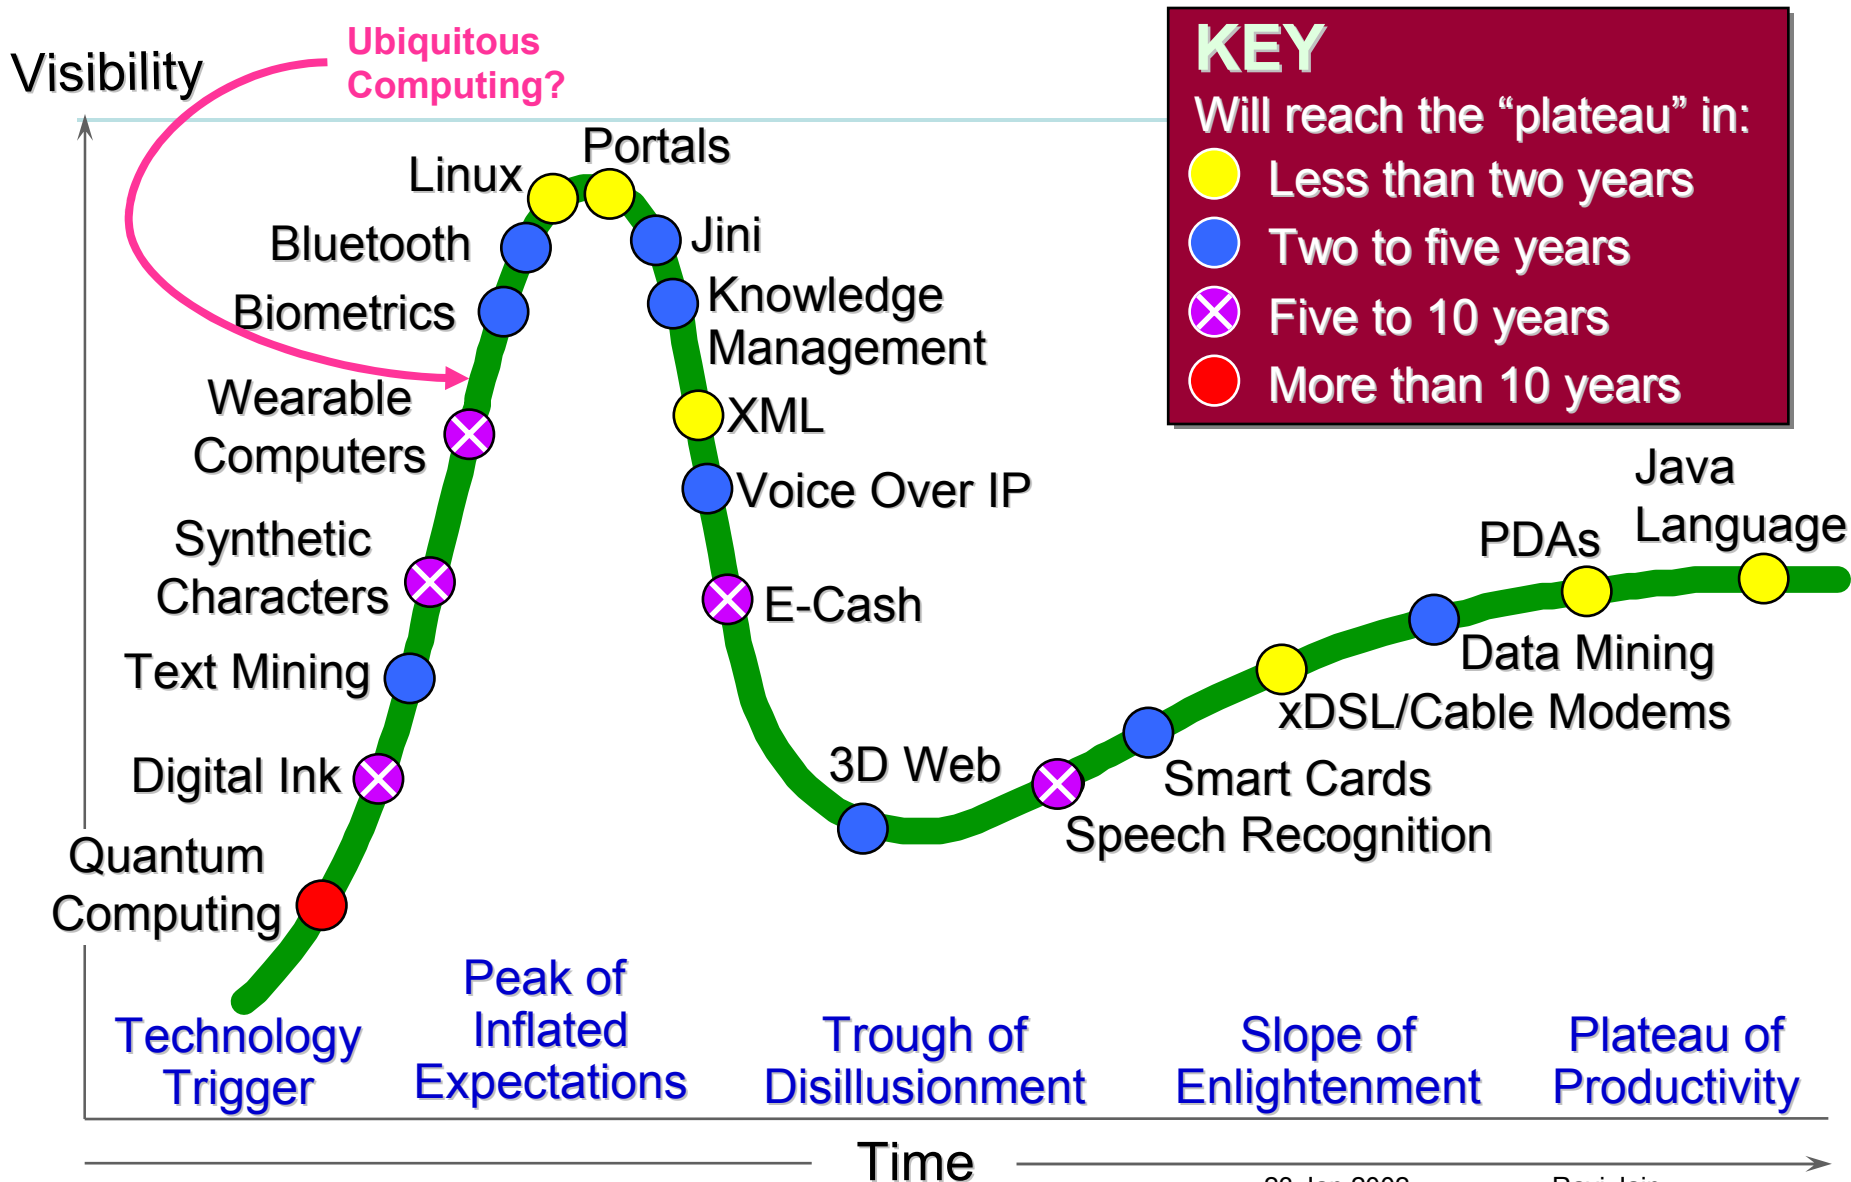 Visibility
Ubiquitous
Computing?
KEY
Will reach the “plateau” in:
Less than two years
Two to five years
Five to 10 years
More than 10 years
Portals
Linux
Bluetooth
Jini
Biometrics
Knowledge
Management
Wearable
Computers
XML
Voice Over IP
Synthetic
Characters
E-Cash
Text Mining
Digital Ink
Quantum
Computing
3D Web
Speech Recognition
Smart Cards
xDSL/Cable Modems
Data Mining
PDAs
Java
Language
Technology
Trigger
Peak of
Inflated
Expectations
Trough of
Disillusionment
Slope of
Enlightenment
Plateau of
Productivity
Time